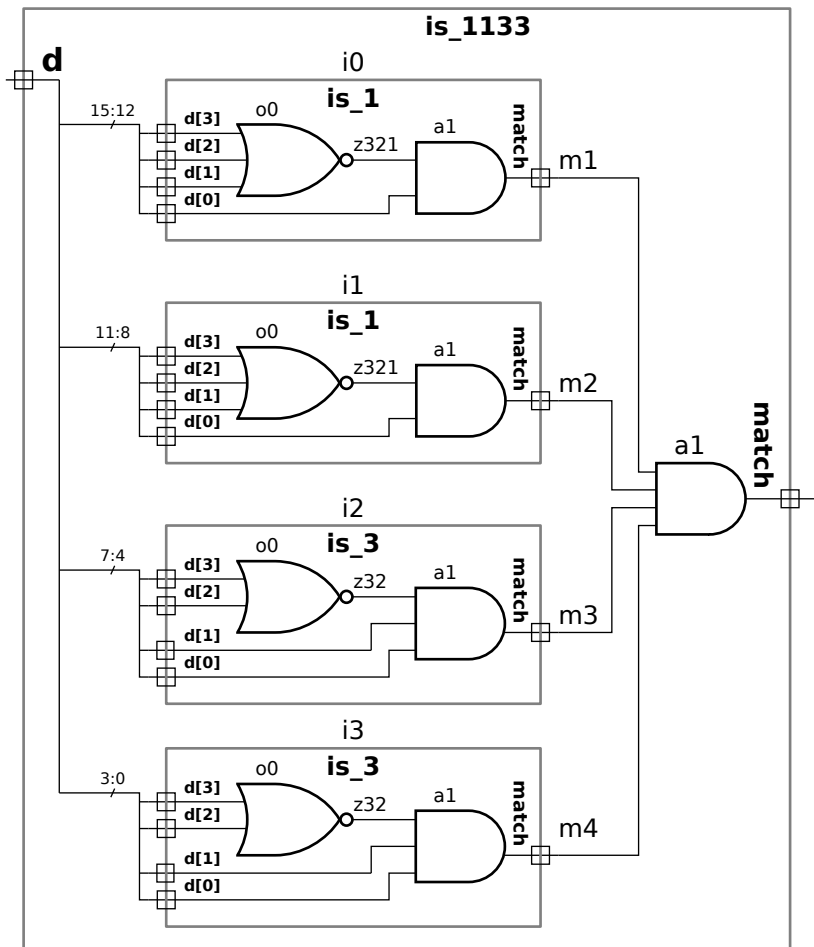 is_1133
d
i0
is_1
15:12
d[3]
d[2]
d[1]
d[0]
o0
z321
a1
match
m1
i1
is_1
11:8
d[3]
d[2]
d[1]
d[0]
o0
z321
a1
match
m2
a1
match
i2
is_3
7:4
d[3]
d[2]
d[1]
d[0]
o0
z32
a1
match
m3
i3
is_3
3:0
d[3]
d[2]
d[1]
d[0]
o0
z32
a1
match
m4